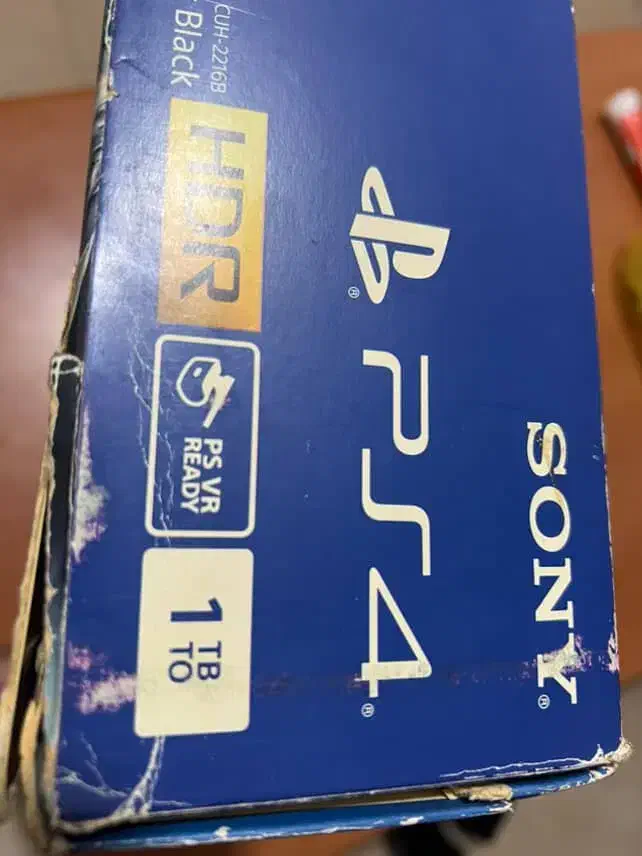 SONY
PS4
CUH-2216B
Black
HDR
PS VR
READY
1 TB
TO